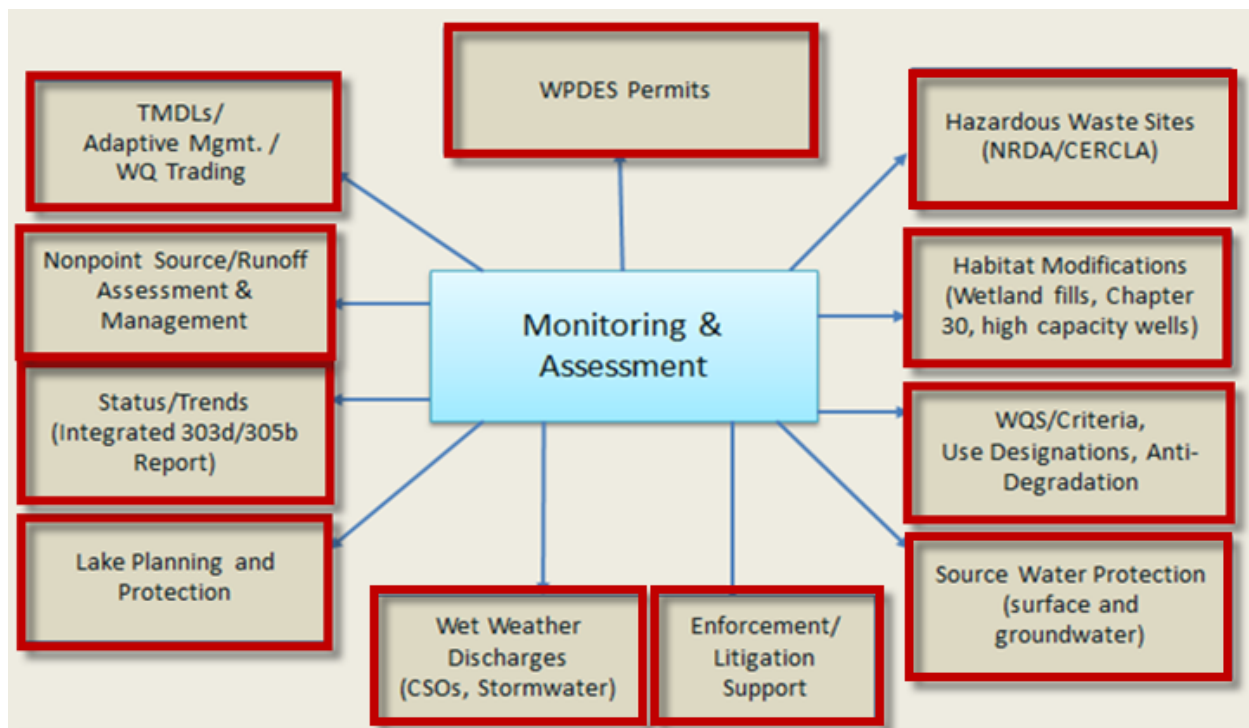 WPDES Permits
TMDLs/
Adaptive Mgmt. /
WQ Trading
Hazardous Waste Sites
(NRDA/CERCLA)
Nonpoint Source/Runoff
Assessment &
Management
Habitat Modifications
(Wetland fills, Chapter
30, high capacity wells)
Monitoring &
Assessment
Status/Trends
(Integrated 303d/305b
Report)
WQS/Criteria,
Use Designations, Anti-
Degradation
Lake Planning and
Protection
Source Water Protection
(surface and
groundwater)
Wet Weather
Discharges
(CSOs, Stormwater)
Enforcement/
Litigation
Support